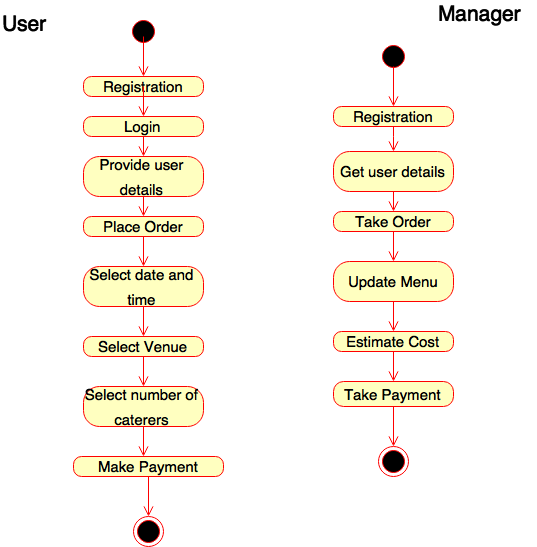 User
Manager
Registration
Login
Provide user
details
Place Order
Select date and
time
Select Venue
Select number of
caterers
Make Payment
Registration
Get user details
Take Order
Update Menu
Estimate Cost
Take Payment